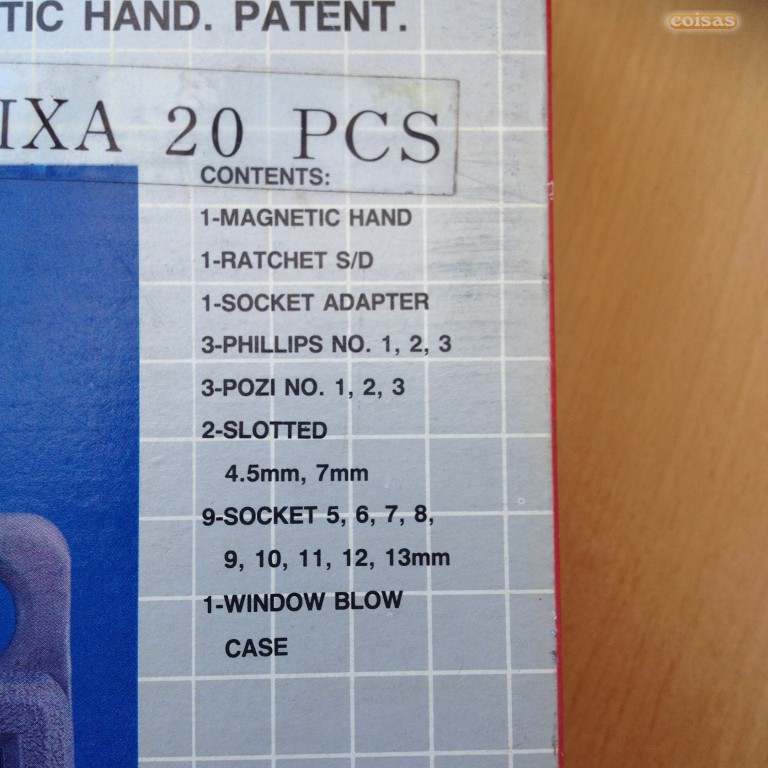 TIC HAND. PATENT.
IXA 20 PCS
CONTENTS:
1-MAGNETIC HAND
1-RATCHET S/D
1-SOCKET ADAPTER
3-PHILLIPS NO. 1, 2, 3
3-POZI NO. 1, 2, 3
2-SLOTTED
4.5mm, 7mm
9-SOCKET 5, 6, 7, 8,
9, 10, 11, 12, 13mm
1-WINDOW BLOW
CASE
coisas